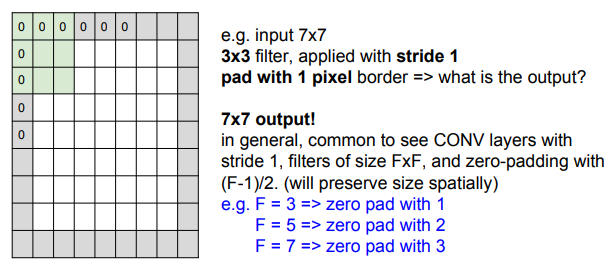 0 0 0 0 0 0
0
0
0
0
e.g. input 7x7
3x3 filter, applied with stride 1
pad with 1 pixel border => what is the output?
7x7 output!
in general, common to see CONV layers with
stride 1, filters of size FxF, and zero-padding with
(F-1)/2. (will preserve size spatially)
e.g. F = 3 => zero pad with 1
F = 5 => zero pad with 2
F = 7 => zero pad with 3